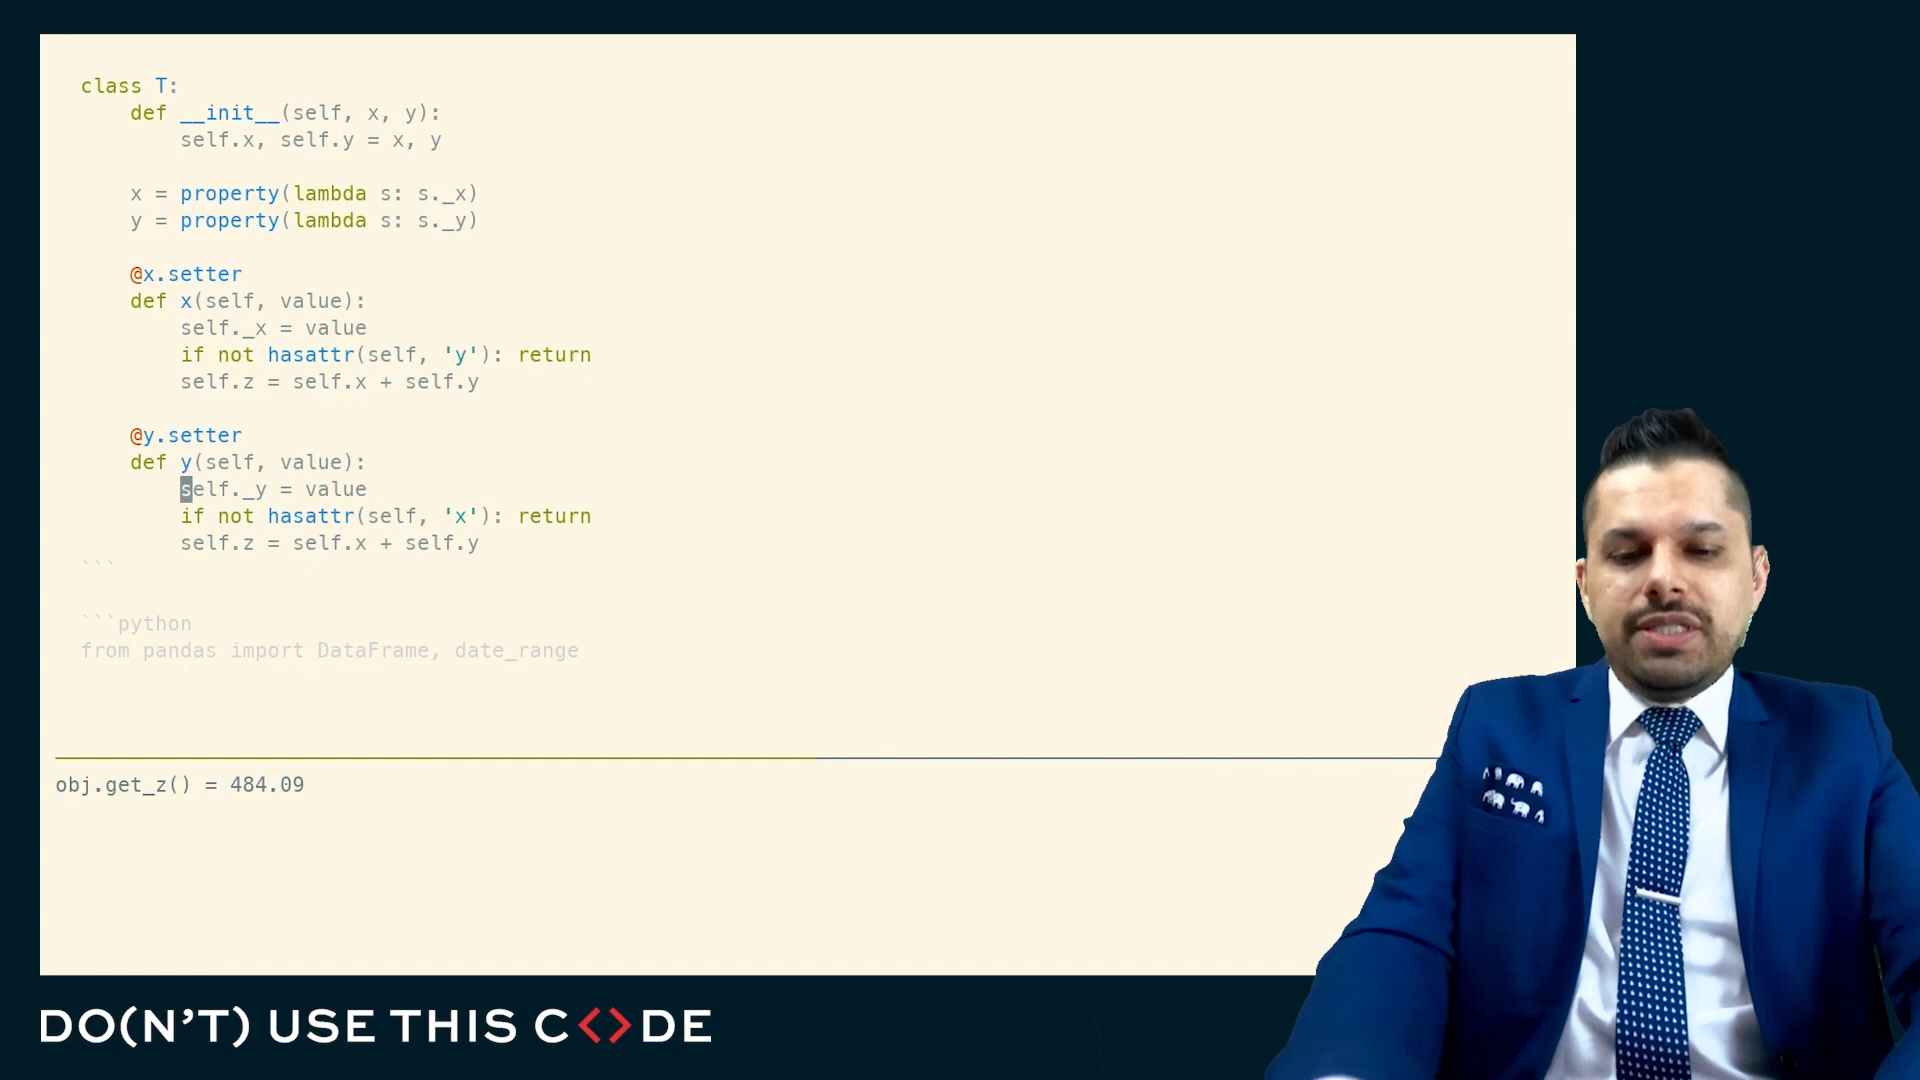 class T:
    def __init__(self, x, y):
        self.x, self.y = x, y

    x = property(lambda s: s._x)
    y = property(lambda s: s._y)

    @x.setter
    def x(self, value):
        self._x = value
        if not hasattr(self, 'y'): return
        self.z = self.x + self.y

    @y.setter
    def y(self, value):
        self._y = value
        if not hasattr(self, 'x'): return
        self.z = self.x + self.y
```

```python
from pandas import DataFrame, date_range
obj.get_z() = 484.09
DO(N'T) USE THIS C<>DE